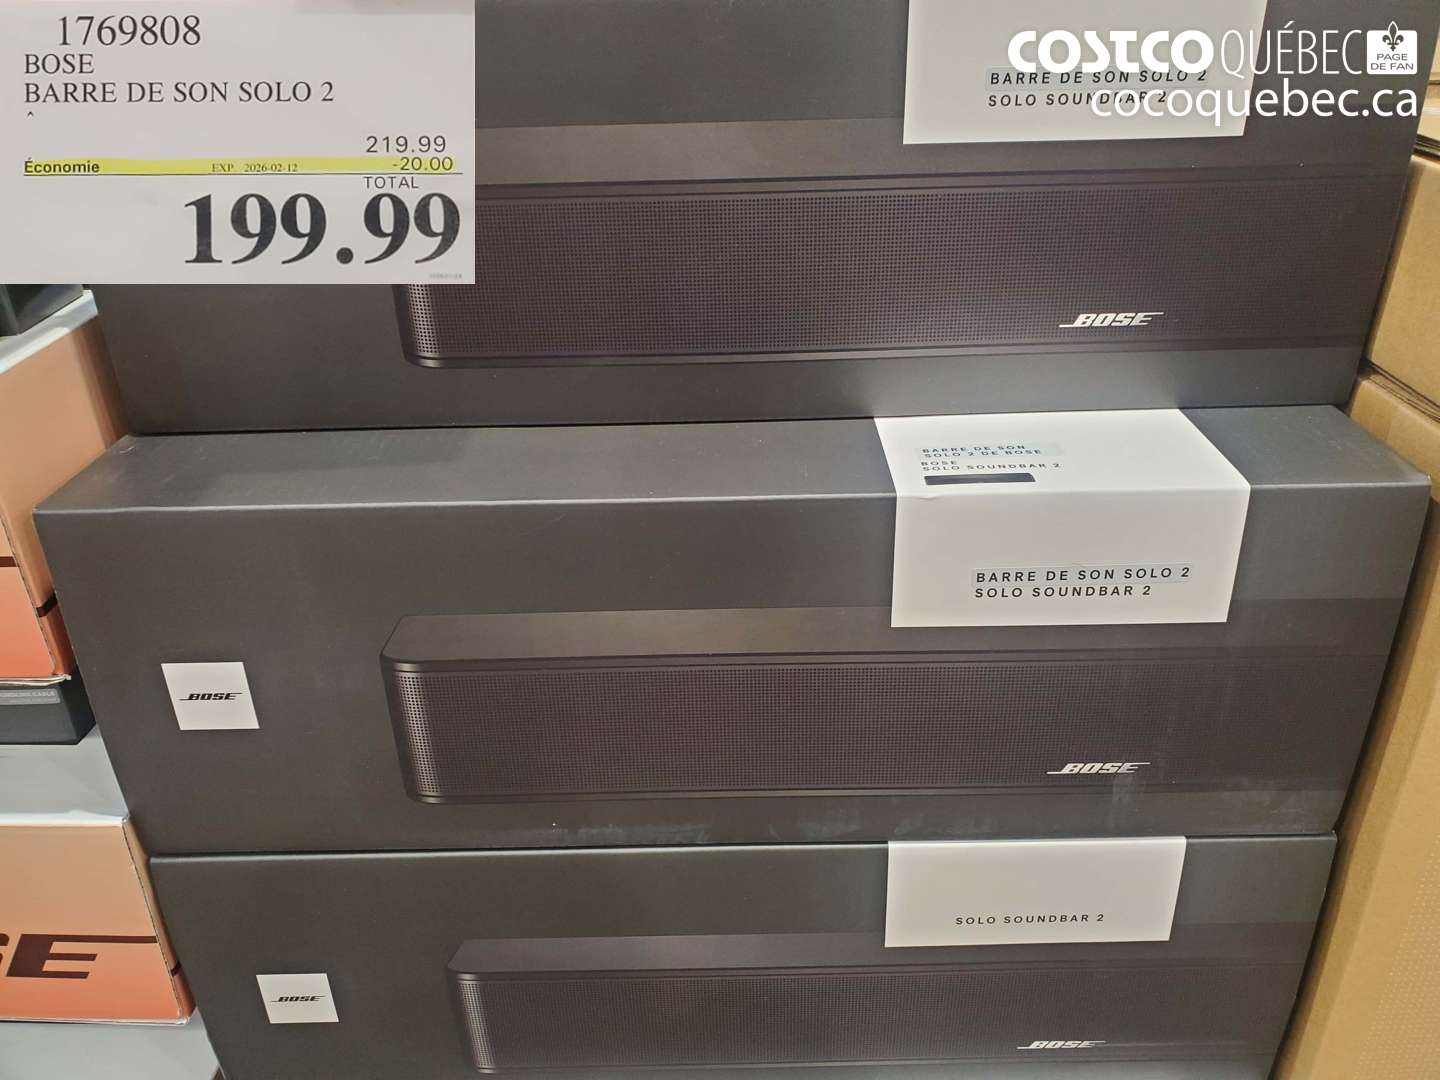 1769808
BOSE
BARRE DE SON SOLO 2
^
219.99
Économie EXP. 2026-02-12 -20.00
TOTAL
199.99
COSTCO QUÉBEC PAGE DE FAN
cocoquebec.ca
BARRE DE SON SOLO 2
SOLO SOUNDBAR 2
BOSE
BARRE DE SON
SOLO 2 DE BOSE
BOSE
SOLO SOUNDBAR 2
BARRE DE SON SOLO 2
SOLO SOUNDBAR 2
BOSE
BOSE
SOLO SOUNDBAR 2
BOSE
BOSE